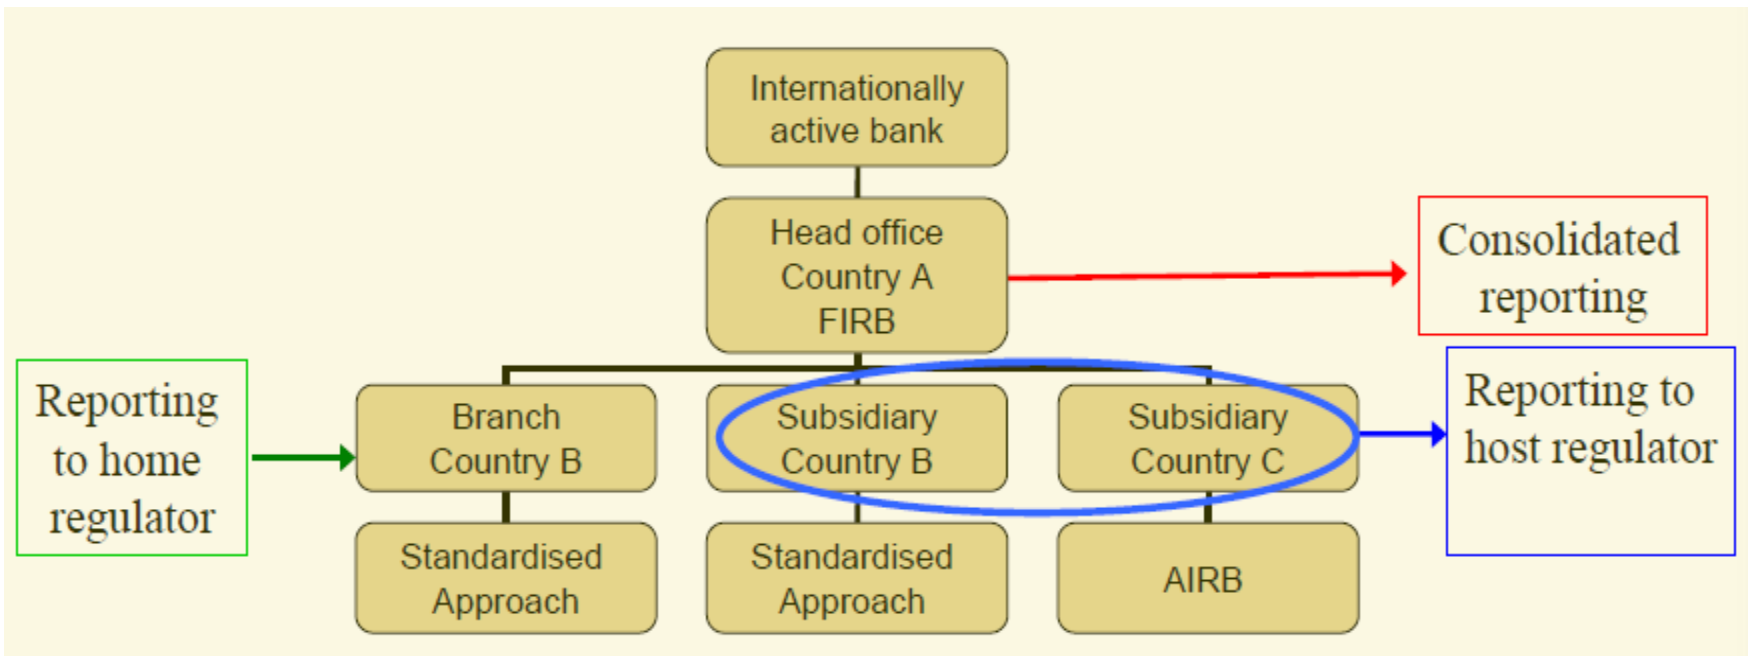 Internationally
active bank
Head office
Country A
FIRB
Consolidated
reporting
Reporting
to home
regulator
Branch
Country B
Subsidiary
Country B
Subsidiary
Country C
Reporting to
host regulator
Standardised
Approach
Standardised
Approach
AIRB